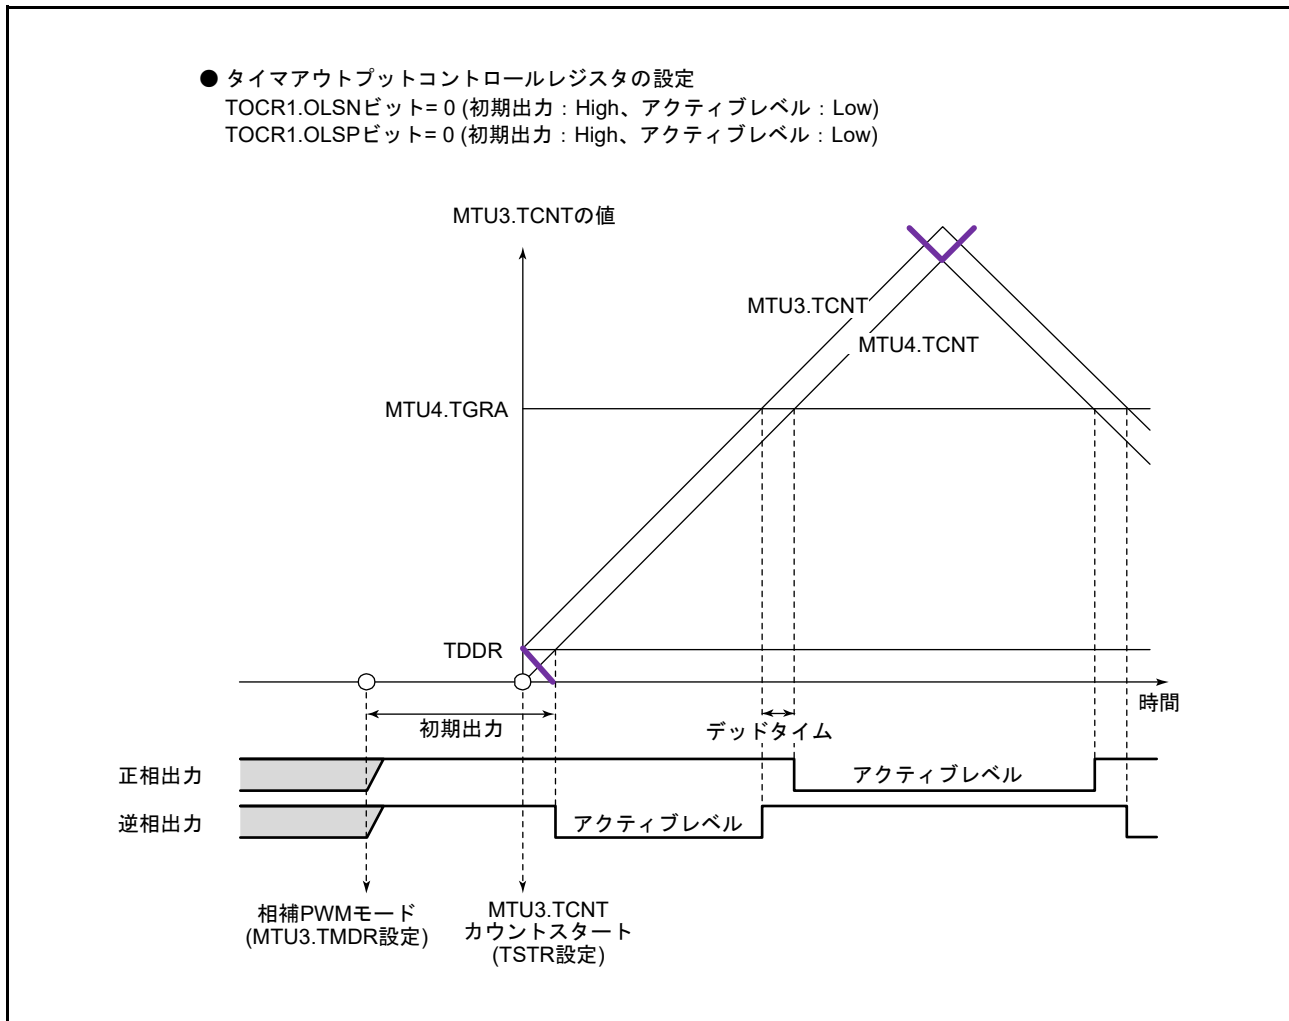 ● タイマアウトプットコントロールレジスタの設定
TOCR1.OLSNビット= 0 (初期出力：High、アクティブレベル：Low)
TOCR1.OLSPビット= 0 (初期出力：High、アクティブレベル：Low)
MTU3.TCNTの値
MTU3.TCNT
MTU4.TCNT
MTU4.TGRA
TDDR
時間
初期出力
デッドタイム
正相出力
アクティブレベル
逆相出力
アクティブレベル
相補PWMモード
(MTU3.TMDR設定)
MTU3.TCNT
カウントスタート
(TSTR設定)